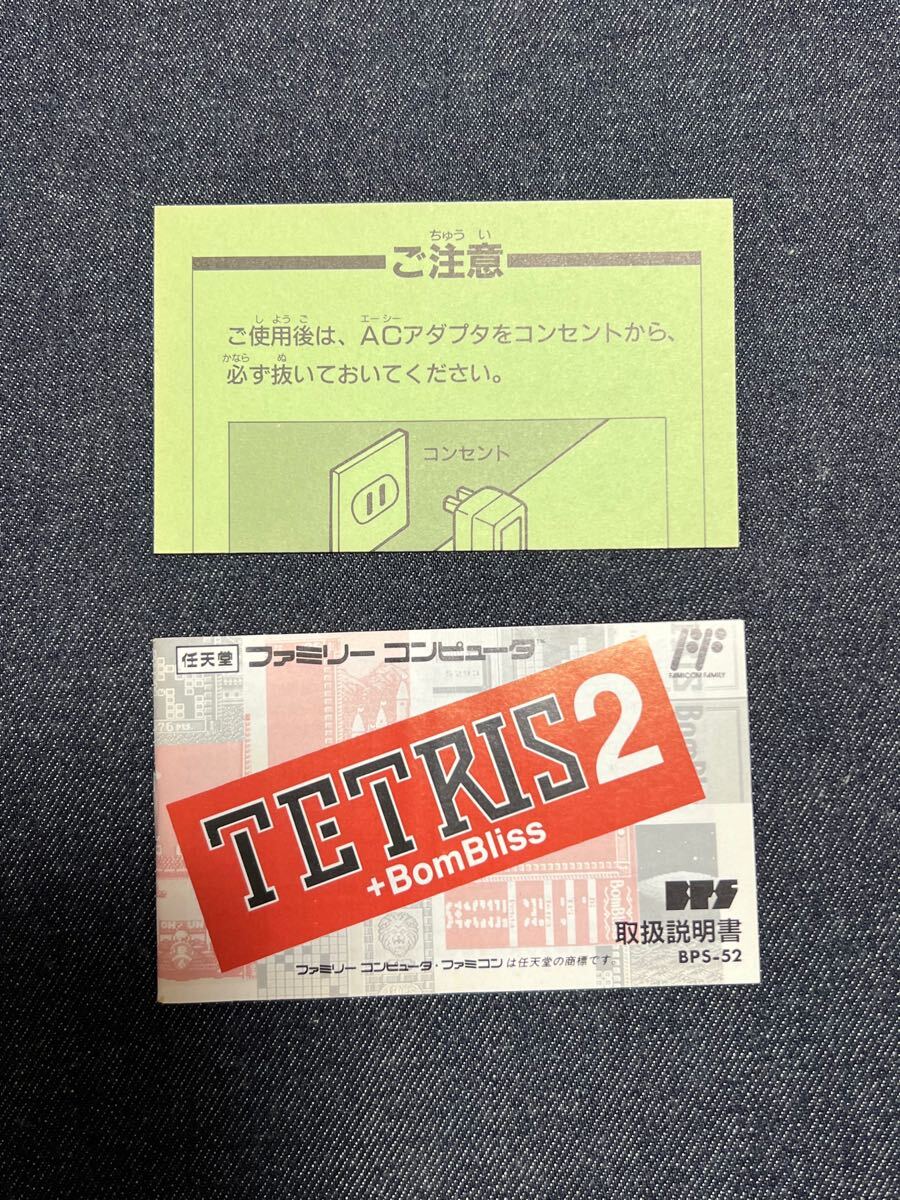 ちゅう い
ご注意
し よう ご エーシー
ご使用後は、ACアダプタをコンセントから、
かなら ぬ
必ず抜いておいてください。
コンセント
任天堂 ファミリー コンピュータ™
FF
FAMICOM FAMILY
TETRIS 2
+BomBliss
BPS
取扱説明書
BPS-52
ファミリー コンピュータ・ファミコンは任天堂の商標です。